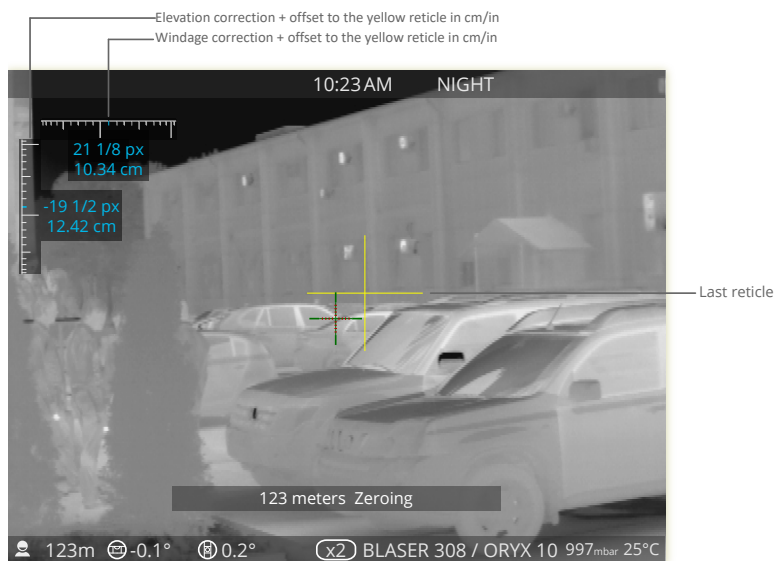 Elevation correction + offset to the yellow reticle in cm/in
Windage correction + offset to the yellow reticle in cm/in
10:23 AM NIGHT
21 1/8 px
10.34 cm
-19 1/2 px
12.42 cm
Last reticle
123 meters Zeroing
123m -0.1° 0.2° x2 BLASER 308 / ORYX 10 997mbar 25°C